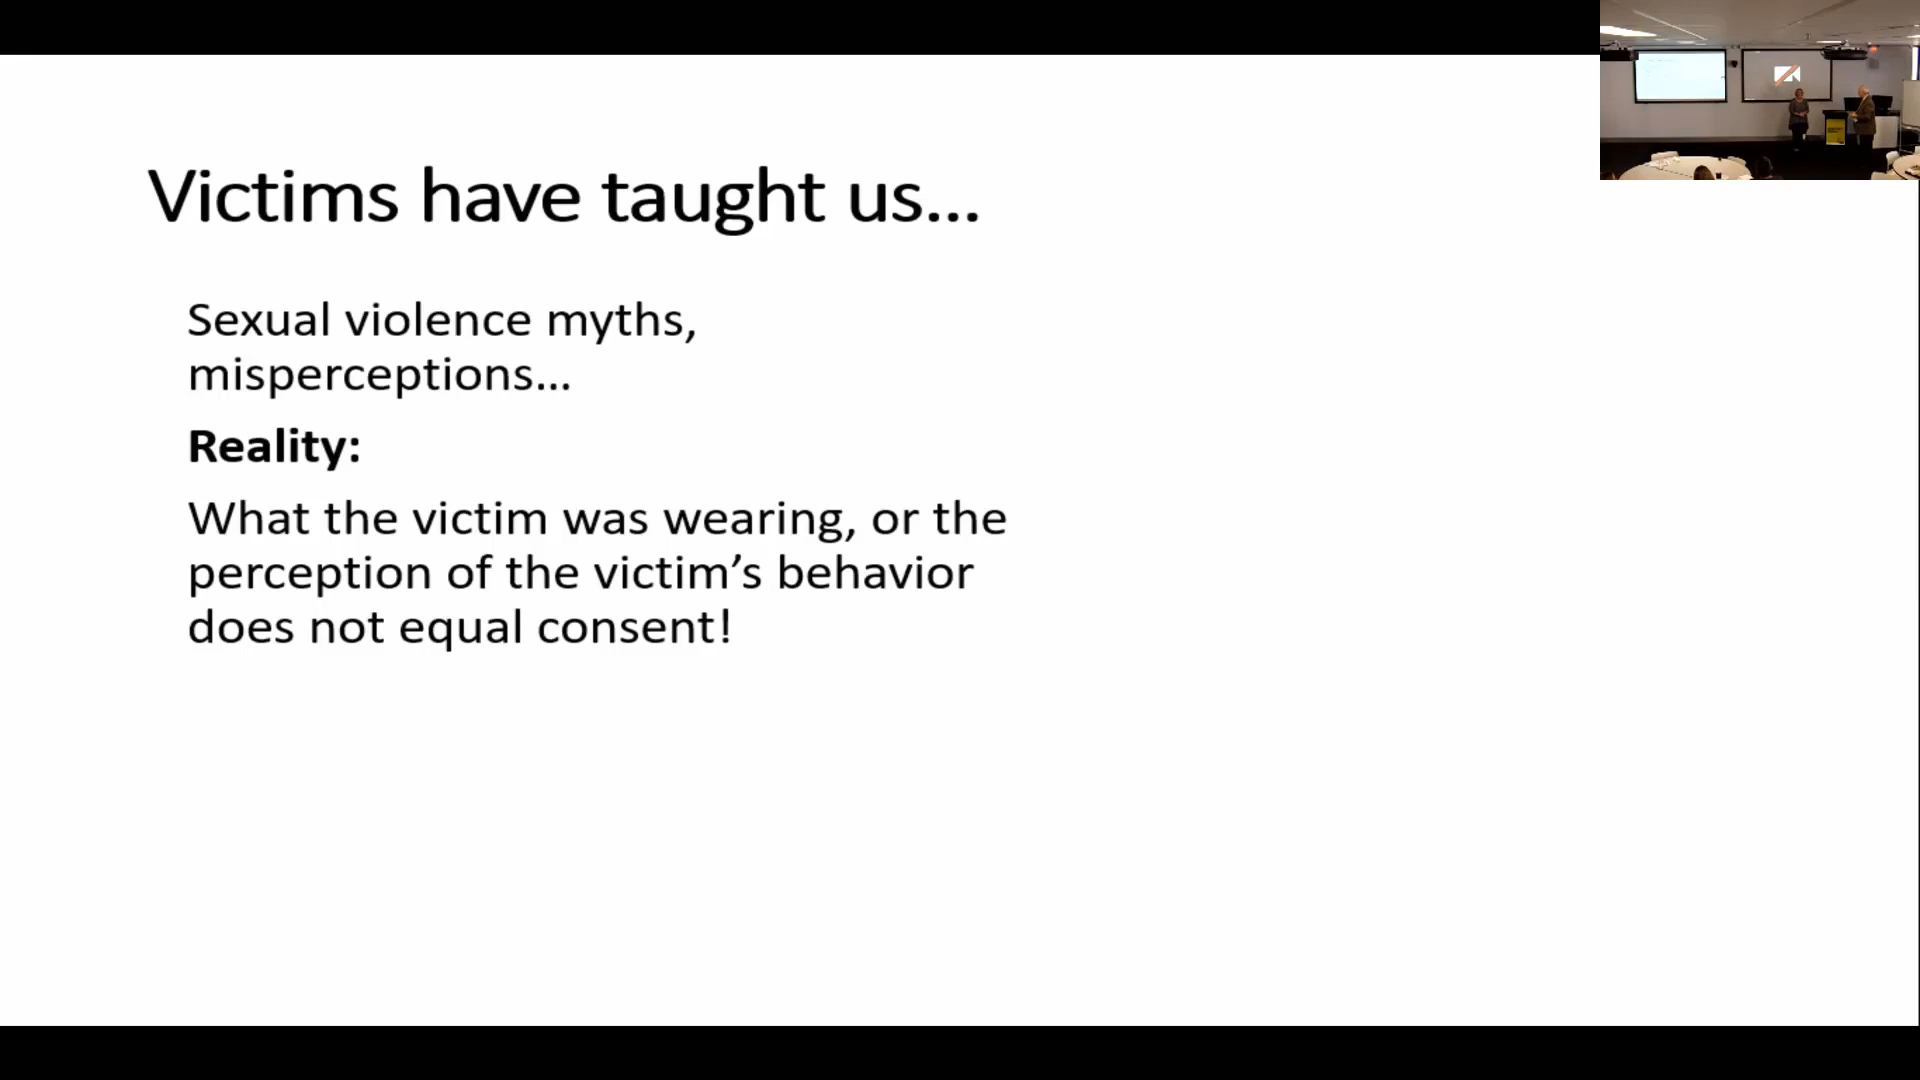 Victims have taught us...
Sexual violence myths,
misperceptions...
Reality:
What the victim was wearing, or the
perception of the victim’s behavior
does not equal consent!